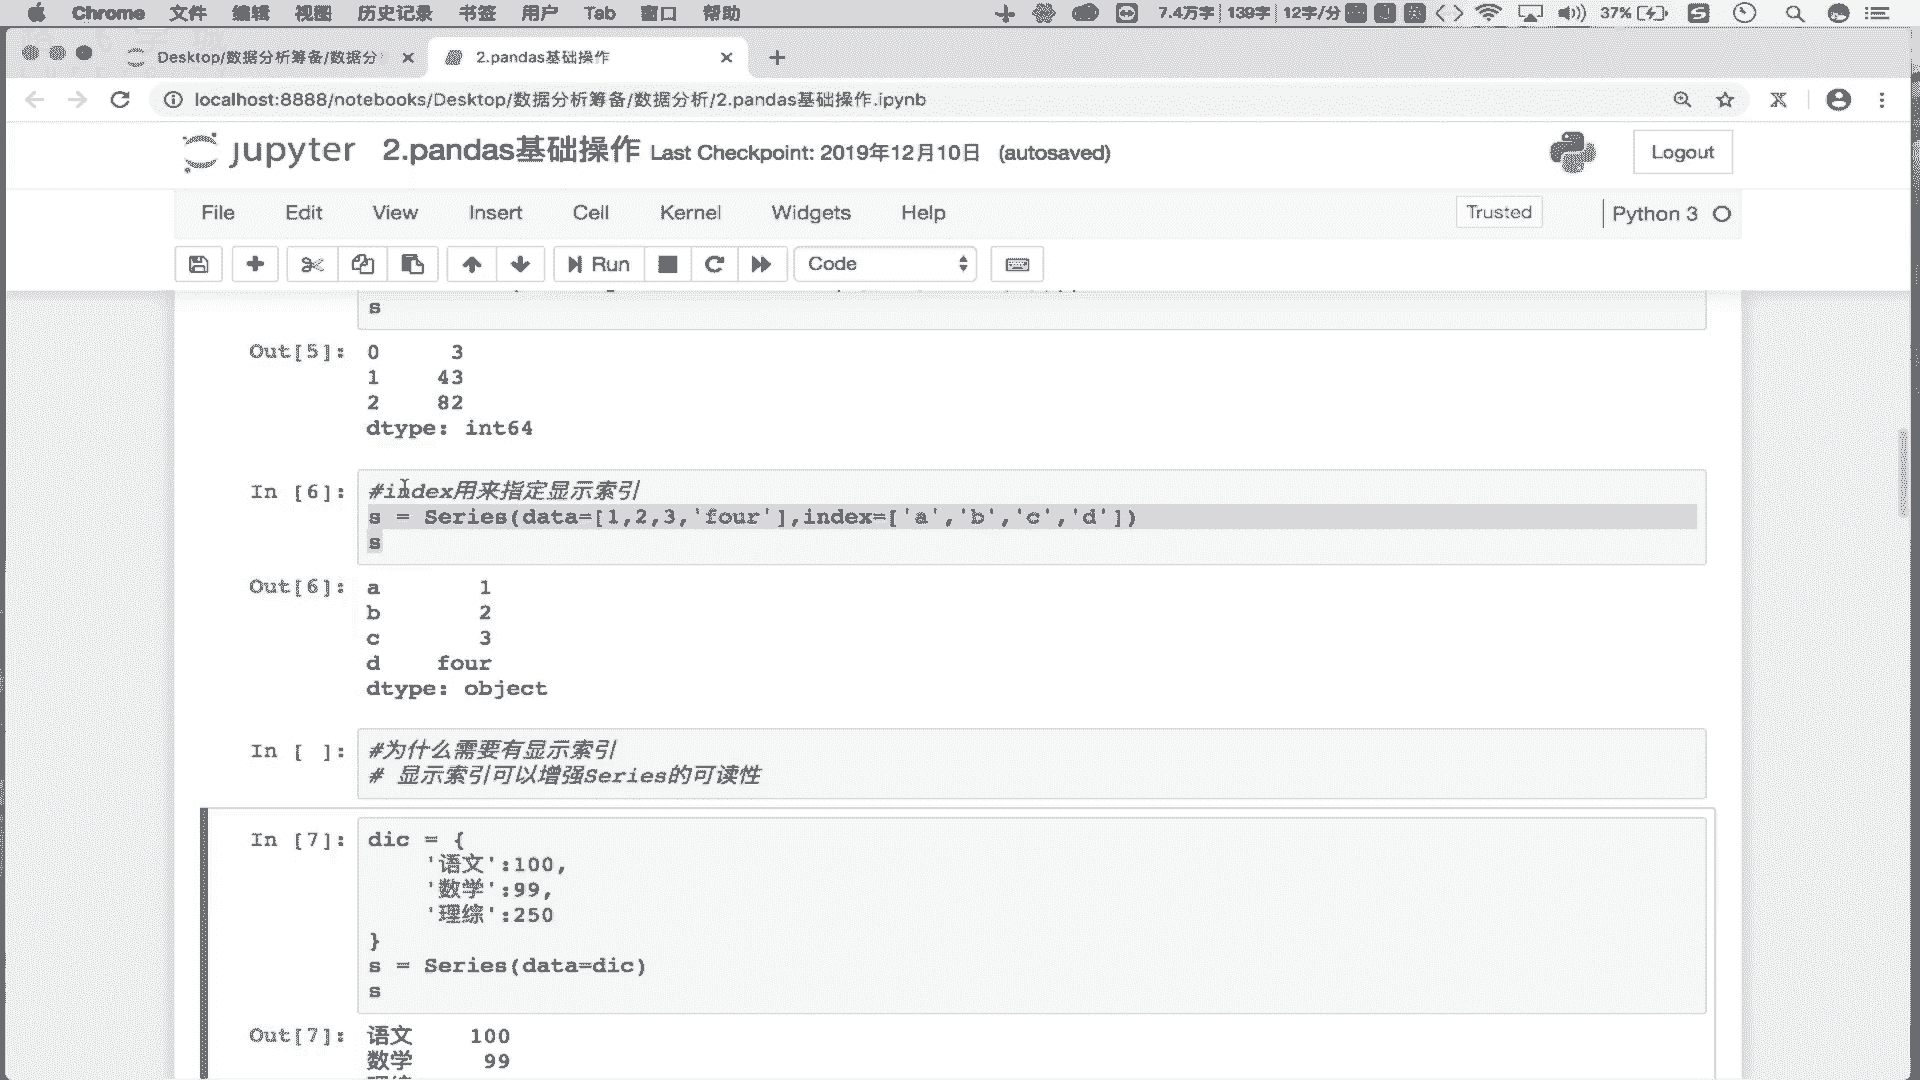 Chrome 文件 编辑 视图 历史记录 书签 用户 Tab 窗口 帮助 7.4万字 139字 12字/分 37%
Desktop/数据分析筹备/数据分 2.pandas基础操作
localhost:8888/notebooks/Desktop/数据分析筹备/数据分析/2.pandas基础操作.ipynb
jupyter 2.pandas基础操作 Last Checkpoint: 2019年12月10日 (autosaved) Logout
File Edit View Insert Cell Kernel Widgets Help Trusted Python 3
Run Code
s
Out[5]: 0 3
1 43
2 82
dtype: int64
In [6]: #index用来指定显示索引
s = Series(data=[1,2,3,'four'],index=['a','b','c','d'])
s
Out[6]: a 1
b 2
c 3
d four
dtype: object
In [ ]: #为什么需要有显示索引
# 显示索引可以增强Series的可读性
In [7]: dic = {
'语文':100,
'数学':99,
'理综':250
}
s = Series(data=dic)
s
Out[7]: 语文 100
数学 99